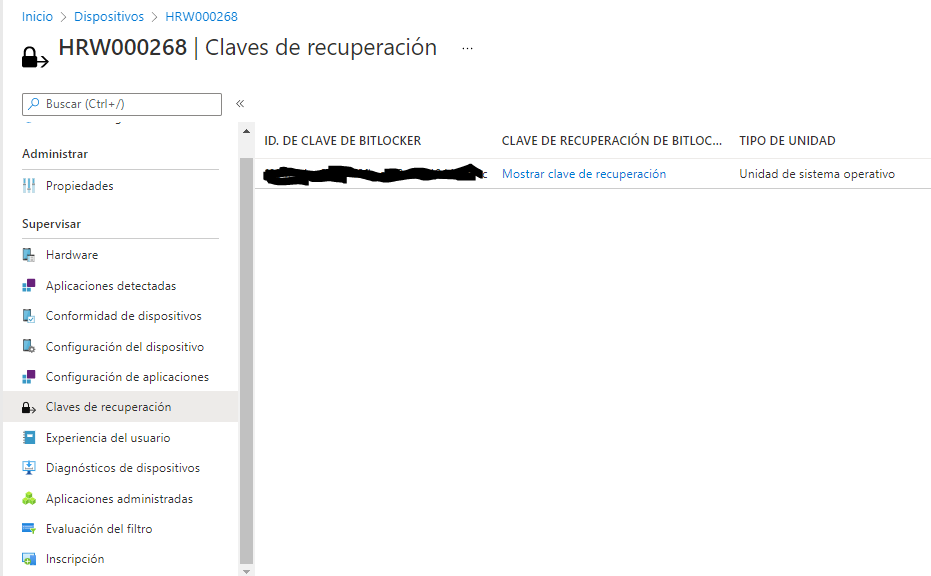 Inicio > Dispositivos > HRW000268
HRW000268 | Claves de recuperación ...
Buscar (Ctrl+/) «
Administrar
Propiedades
Supervisar
Hardware
Aplicaciones detectadas
Conformidad de dispositivos
Configuración del dispositivo
Configuración de aplicaciones
Claves de recuperación
Experiencia del usuario
Diagnósticos de dispositivos
Aplicaciones administradas
Evaluación del filtro
Inscripción
ID. DE CLAVE DE BITLOCKER CLAVE DE RECUPERACIÓN DE BITLOC... TIPO DE UNIDAD
Mostrar clave de recuperación Unidad de sistema operativo